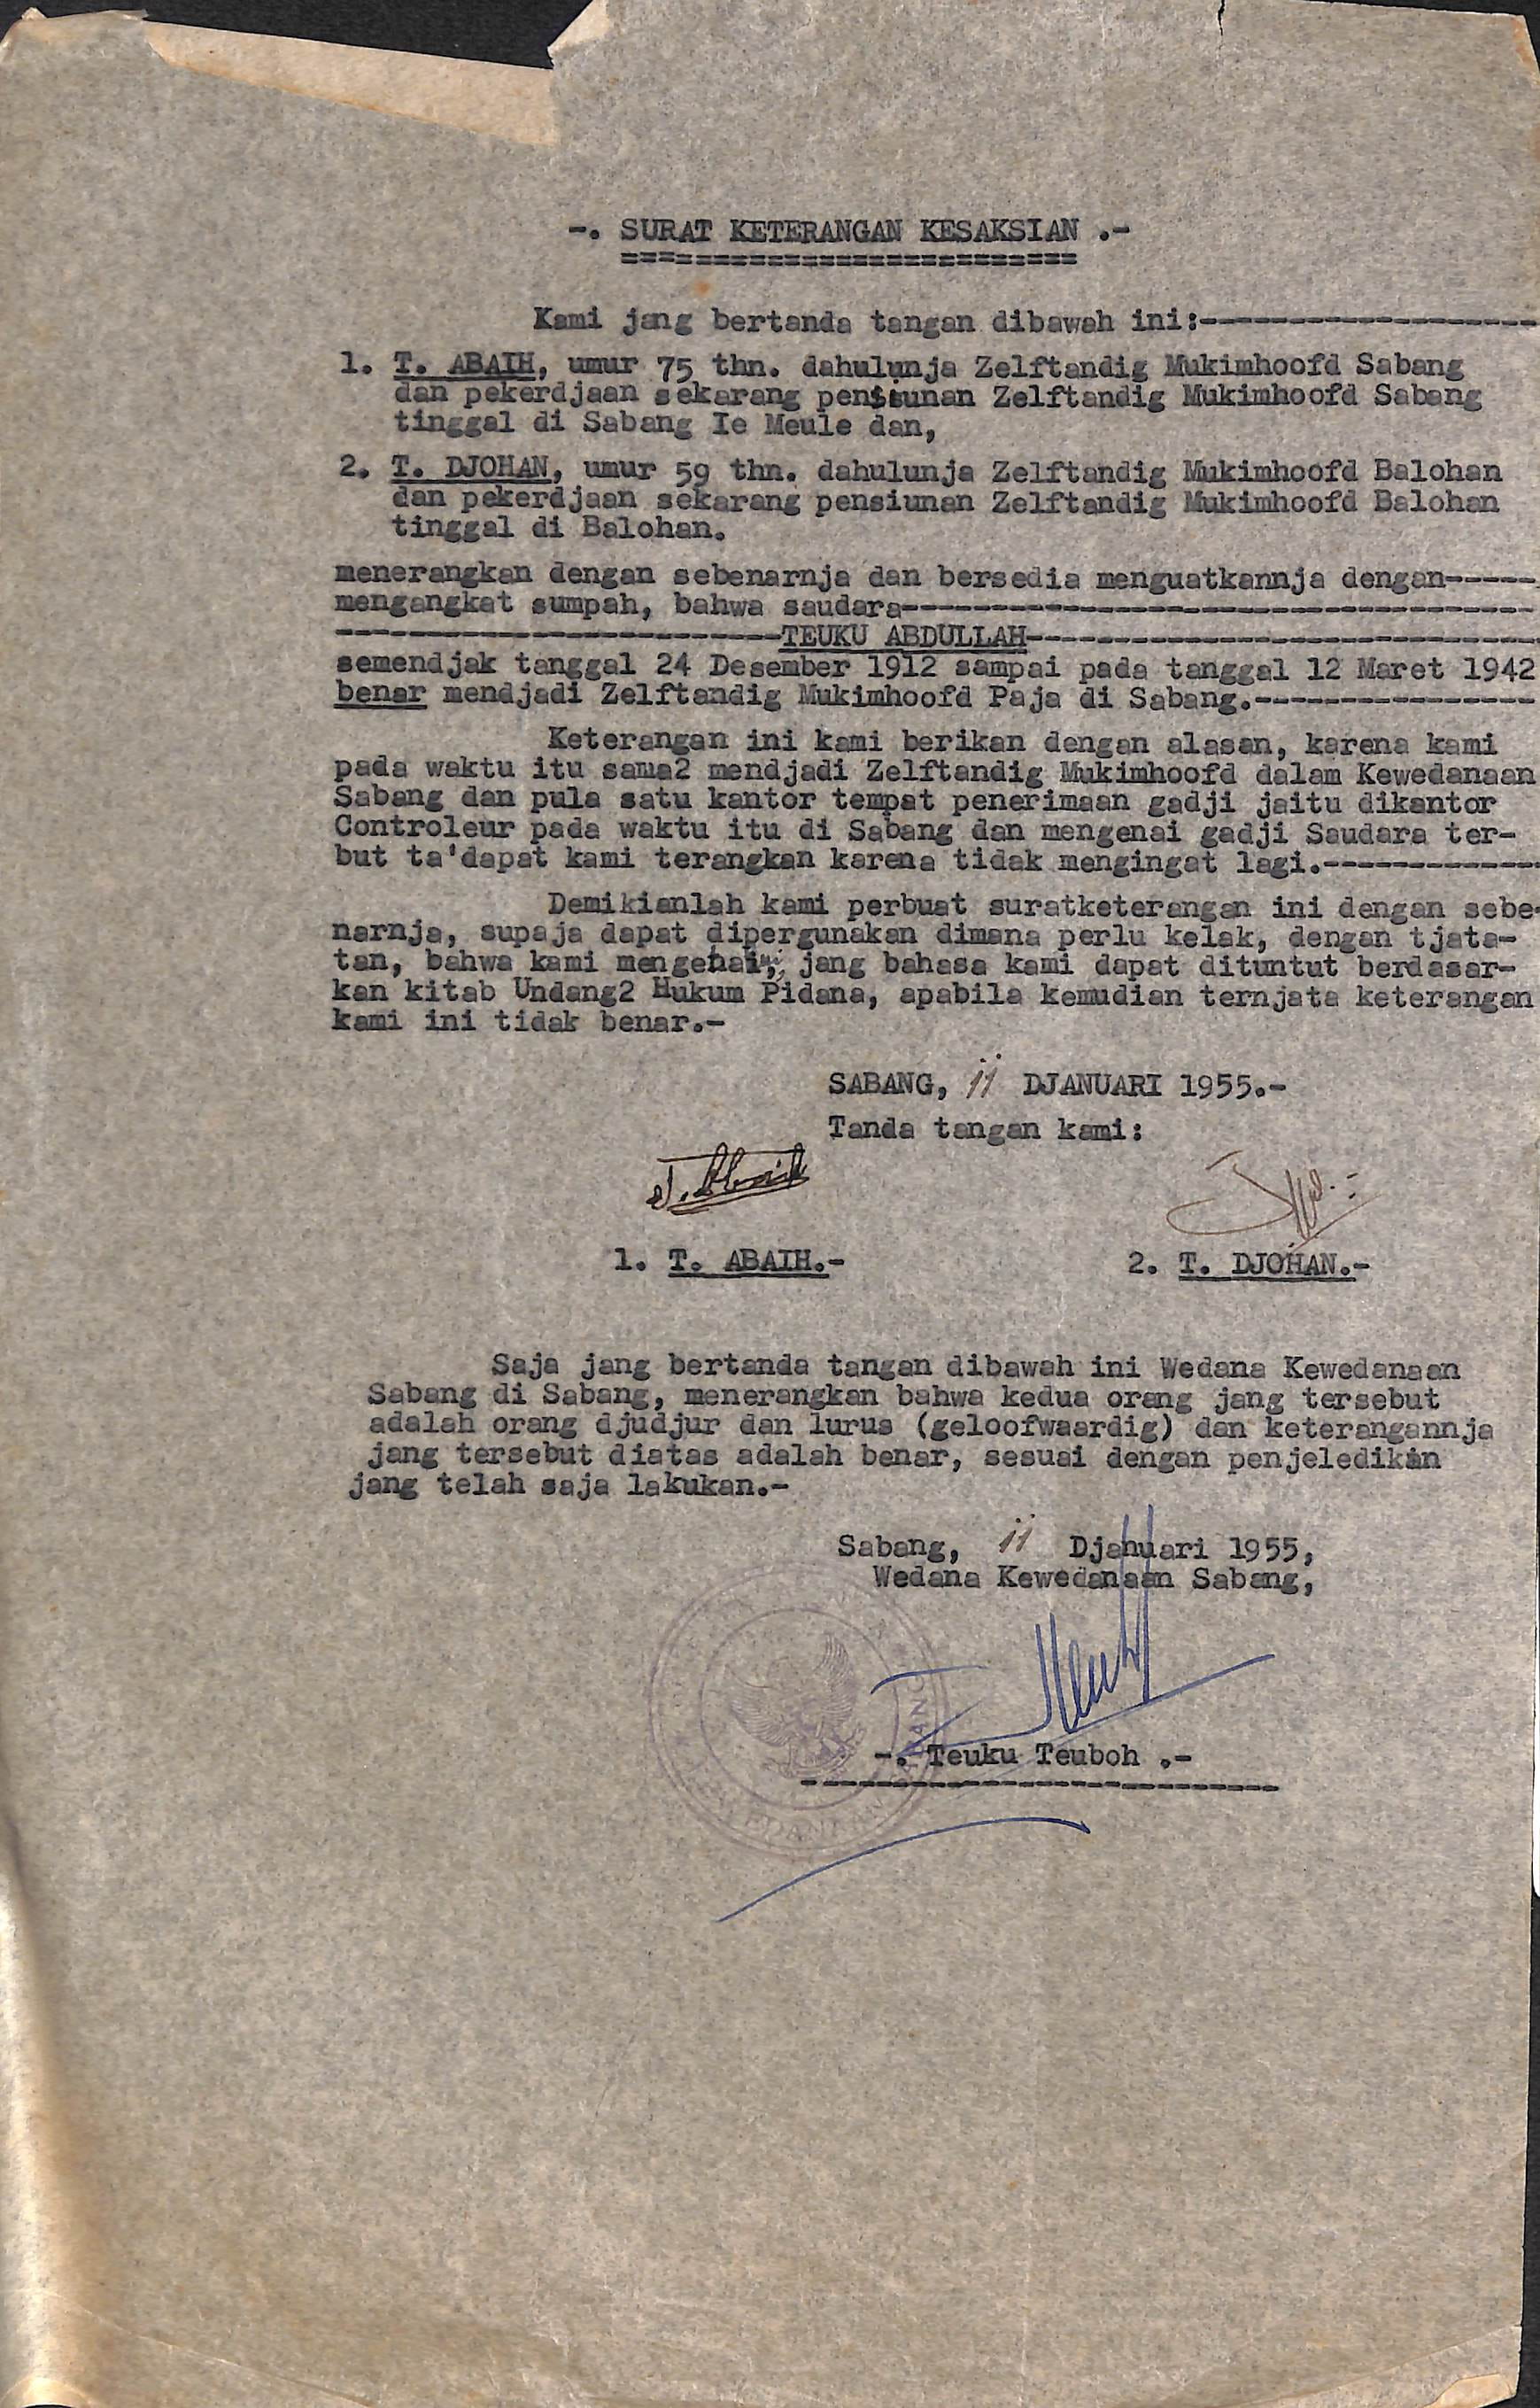 -. SURAT KETERANGAN KESAKSIAN .-
=========================
Kami jang bertanda tangan dibawah ini:-------------------
1. T. ABAIH, umur 75 thn. dahulunja Zelftandig Mukimhoofd Sabang
dan pekerdjaan sekarang pensiunan Zelftandig Mukimhoofd Sabang
tinggal di Sabang Ie Meule dan,
2. T. DJOHAN, umur 59 thn. dahulunja Zelftandig Mukimhoofd Balohan
dan pekerdjaan sekarang pensiunan Zelftandig Mukimhoofd Balohan
tinggal di Balohan.
menerangkan dengan sebenarnja dan bersedia menguatkannja dengan-----
mengangkat sumpah, bahwa saudara-----------------------------------
-------------------------TEUKU ABDULLAH-----------------------------
semendjak tanggal 24 Desember 1912 sampai pada tanggal 12 Maret 1942
benar mendjadi Zelftandig Mukimhoofd Paja di Sabang.----------------
Keterangan ini kami berikan dengan alasan, karena kami
pada waktu itu sama2 mendjadi Zelftandig Mukimhoofd dalam Kewedanaan
Sabang dan pula satu kantor tempat penerimaan gadji jaitu dikantor
Controleur pada waktu itu di Sabang dan mengenai gadji Saudara ter-
but ta'dapat kami terangkan karena tidak mengingat lagi.------------
Demikianlah kami perbuat suratketerangan ini dengan sebe-
narnja, supaja dapat dipergunakan dimana perlu kelak, dengan tjata-
tan, bahwa kami jang bahasa kami dapat dituntut berdasar-
kan kitab Undang2 Hukum Pidana, apabila kemudian ternjata keterangan
kami ini tidak benar.-
SABANG, 11 DJANUARI 1955.-
Tanda tangan kami:
T. Abaih
1. T. ABAIH.-
2. T. DJOHAN.-
Saja jang bertanda tangan dibawah ini Wedana Kewedanaan
Sabang di Sabang, menerangkan bahwa kedua orang jang tersebut
adalah orang djudjur dan lurus (geloofwaardig) dan keterangannja
jang tersebut diatas adalah benar, sesuai dengan penjeledikan
jang telah saja lakukan.-
Sabang, 11 Djanuari 1955,
Wedana Kewedanaan Sabang,
-. Teuku Teuboh .-
---------------------------